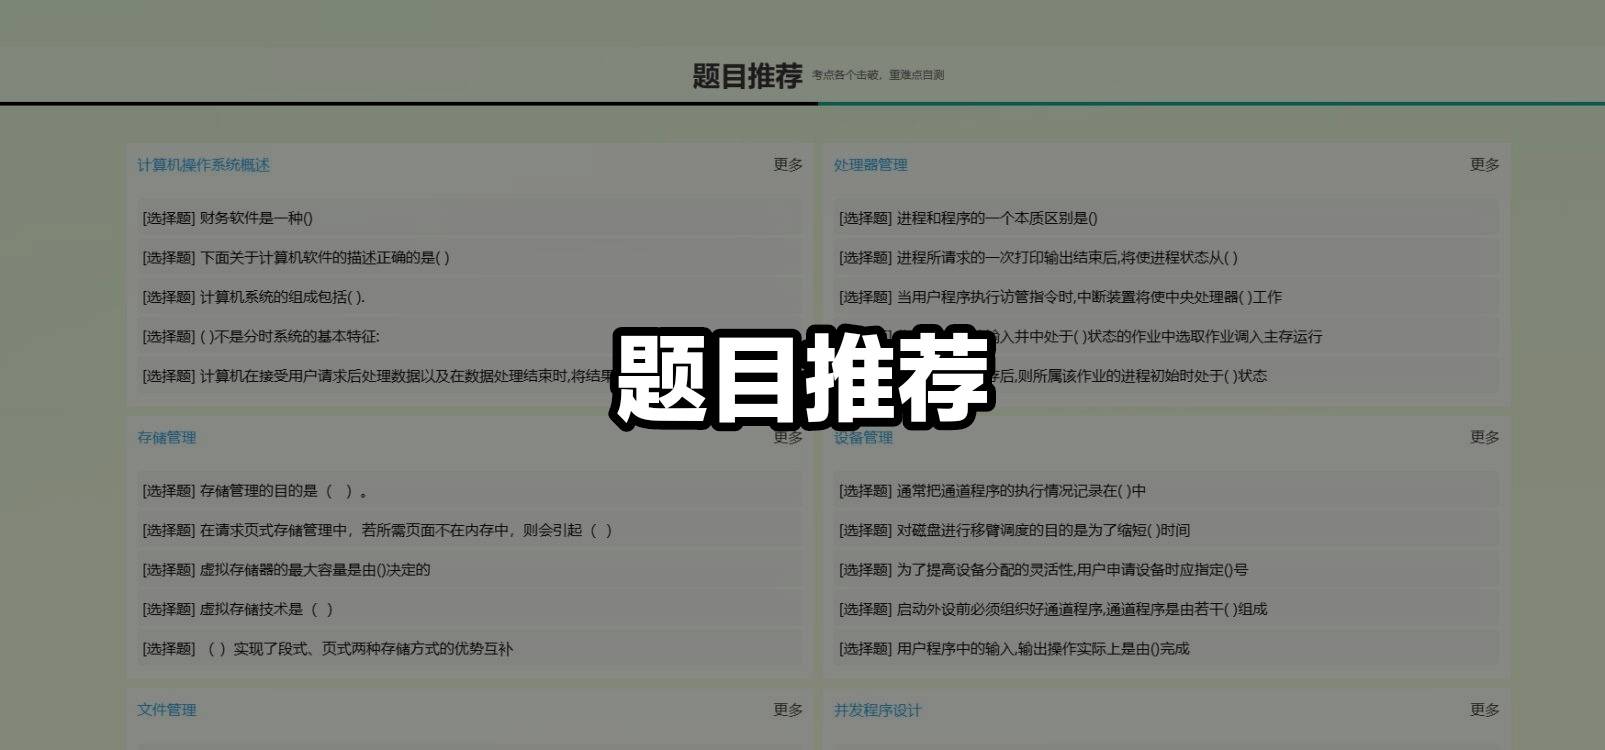 题目推荐 考点各个击破，重难点自测
计算机操作系统概述 更多
[选择题] 财务软件是一种()
[选择题] 下面关于计算机软件的描述正确的是( )
[选择题] 计算机系统的组成包括( ).
[选择题] ( )不是分时系统的基本特征:
[选择题] 计算机在接受用户请求后处理数据以及在数据处理结束时,将结果
处理器管理 更多
[选择题] 进程和程序的一个本质区别是()
[选择题] 进程所请求的一次打印输出结束后,将使进程状态从( )
[选择题] 当用户程序执行访管指令时,中断装置将使中央处理器( )工作
输入井中处于( )状态的作业中选取作业调入主存运行
存后,则所属该作业的进程初始时处于( )状态
题目推荐
存储管理 更多
[选择题] 存储管理的目的是（ ）。
[选择题] 在请求页式存储管理中，若所需页面不在内存中，则会引起（ ）
[选择题] 虚拟存储器的最大容量是由()决定的
[选择题] 虚拟存储技术是（ ）
[选择题] （ ）实现了段式、页式两种存储方式的优势互补
设备管理 更多
[选择题] 通常把通道程序的执行情况记录在( )中
[选择题] 对磁盘进行移臂调度的目的是为了缩短( )时间
[选择题] 为了提高设备分配的灵活性,用户申请设备时应指定()号
[选择题] 启动外设前必须组织好通道程序,通道程序是由若干( )组成
[选择题] 用户程序中的输入,输出操作实际上是由()完成
文件管理 更多
并发程序设计 更多